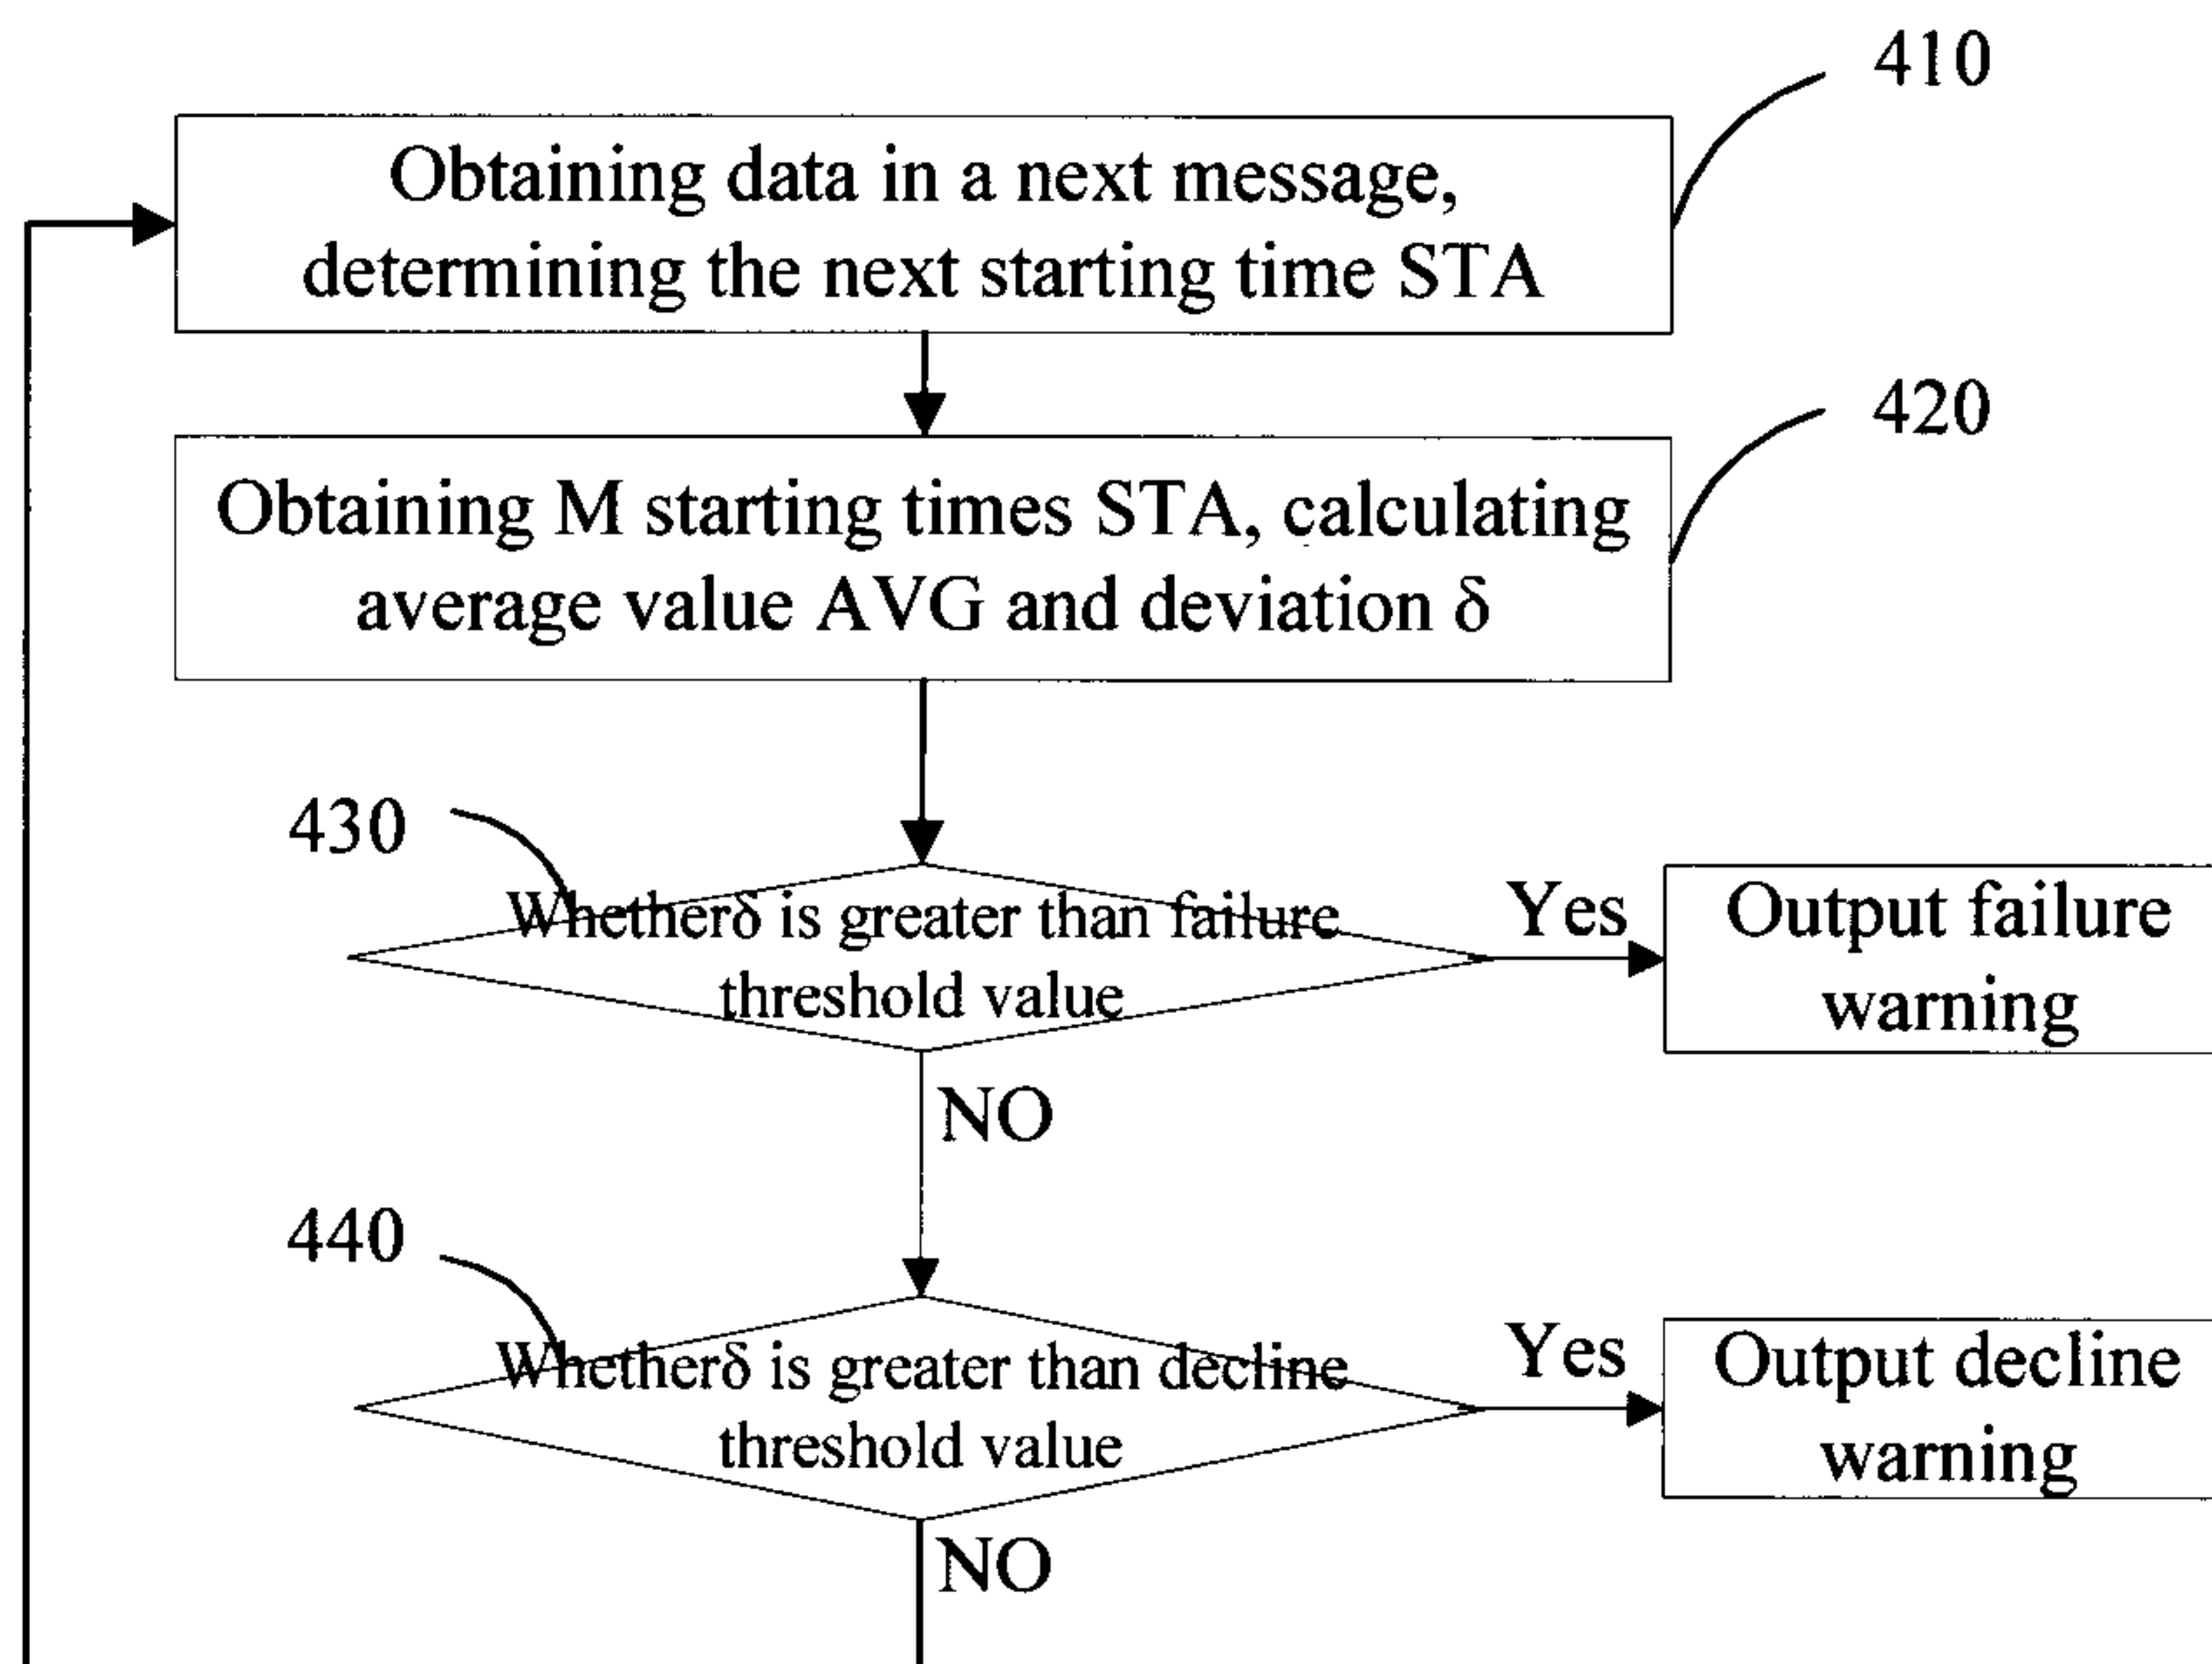 410
Obtaining data in a next message,
determining the next starting time STA
420
Obtaining M starting times STA, calculating
average value AVG and deviation δ
430
Whetherδ is greater than failure
threshold value
Yes
Output failure
warning
NO
440
Whetherδ is greater than decline
threshold value
Yes
Output decline
warning
NO